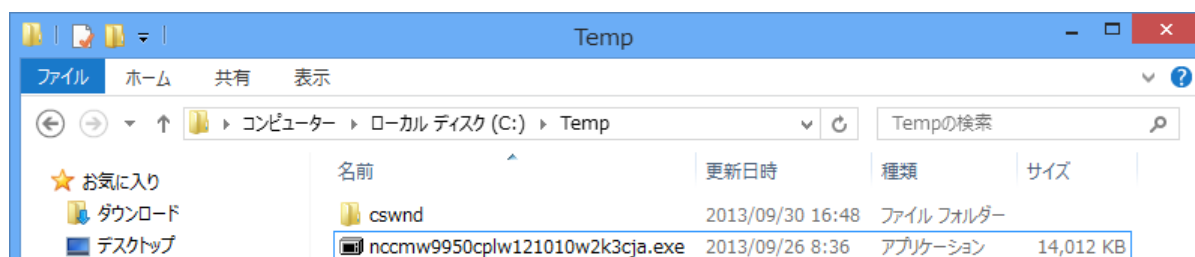 Temp
ファイル ホーム 共有 表示
コンピューター ローカル ディスク (C:) Temp Tempの検索
お気に入り 名前 更新日時 種類 サイズ
ダウンロード cswnd 2013/09/30 16:48 ファイル フォルダー
デスクトップ nccmw9950cplw121010w2k3cja.exe 2013/09/26 8:36 アプリケーション 14,012 KB